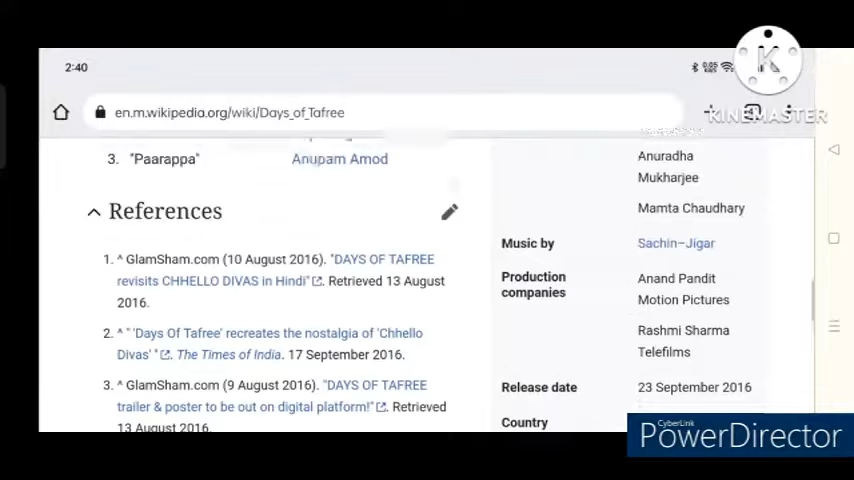 2:40
en.m.wikipedia.org/wiki/Days_of_Tafree
KINEMASTER
3. "Paarappa" Anupam Amod
References
1. ^ GlamSham.com (10 August 2016). "DAYS OF TAFREE
revisits CHHELLO DIVAS in Hindi". Retrieved 13 August
2016.
2. ^ "'Days Of Tafree' recreates the nostalgia of 'Chhello
Divas'". The Times of India. 17 September 2016.
3. ^ GlamSham.com (9 August 2016). "DAYS OF TAFREE
trailer & poster to be out on digital platform!". Retrieved
13 August 2016.
Anuradha
Mukharjee
Mamta Chaudhary
Music by Sachin–Jigar
Production
companies
Anand Pandit
Motion Pictures
Rashmi Sharma
Telefilms
Release date 23 September 2016
Country
CyberLink
PowerDirector